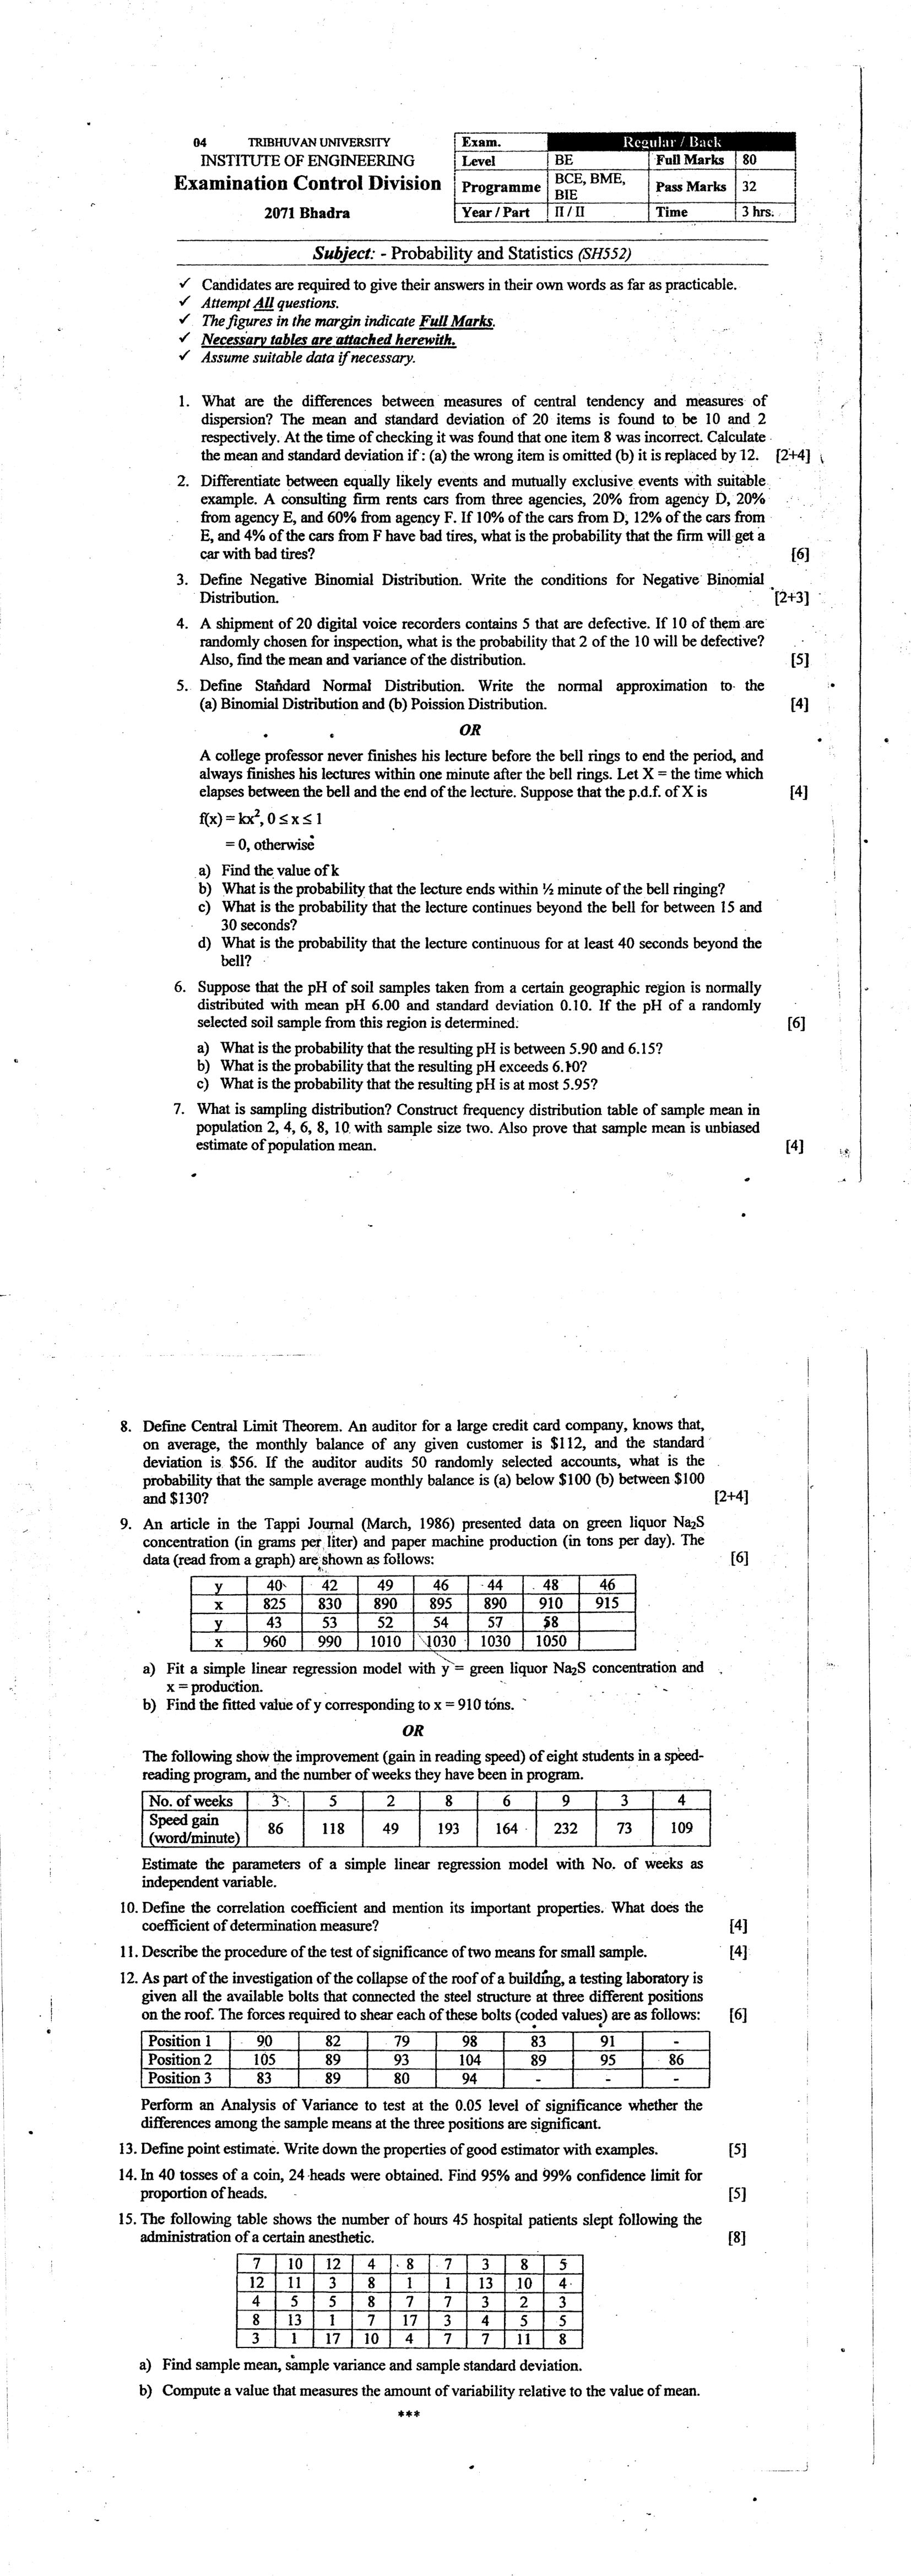 04 TRIBHUVAN UNIVERSITY
INSTITUTE OF ENGINEERING
Examination Control Division
2071 Bhadra
Exam. Regular / Back
Level BE Full Marks 80
Programme BCE, BME, BIE Pass Marks 32
Year / Part II / II Time 3 hrs.
Subject: - Probability and Statistics (SH552)
✓ Candidates are required to give their answers in their own words as far as practicable.
✓ Attempt All questions.
✓ The figures in the margin indicate Full Marks.
✓ Necessary tables are attached herewith.
✓ Assume suitable data if necessary.
1. What are the differences between measures of central tendency and measures of
dispersion? The mean and standard deviation of 20 items is found to be 10 and 2
respectively. At the time of checking it was found that one item 8 was incorrect. Calculate
the mean and standard deviation if : (a) the wrong item is omitted (b) it is replaced by 12. [2+4]
2. Differentiate between equally likely events and mutually exclusive events with suitable
example. A consulting firm rents cars from three agencies, 20% from agency D, 20%
from agency E, and 60% from agency F. If 10% of the cars from D, 12% of the cars from
E, and 4% of the cars from F have bad tires, what is the probability that the firm will get a
car with bad tires? [6]
3. Define Negative Binomial Distribution. Write the conditions for Negative Binomial
Distribution. [2+3]
4. A shipment of 20 digital voice recorders contains 5 that are defective. If 10 of them are
randomly chosen for inspection, what is the probability that 2 of the 10 will be defective?
Also, find the mean and variance of the distribution. [5]
5. Define Standard Normal Distribution. Write the normal approximation to the
(a) Binomial Distribution and (b) Poission Distribution. [4]
OR
A college professor never finishes his lecture before the bell rings to end the period, and
always finishes his lectures within one minute after the bell rings. Let X = the time which
elapses between the bell and the end of the lecture. Suppose that the p.d.f. of X is [4]
f(x) = kx², 0 ≤ x ≤ 1
= 0, otherwise
a) Find the value of k
b) What is the probability that the lecture ends within ½ minute of the bell ringing?
c) What is the probability that the lecture continues beyond the bell for between 15 and
30 seconds?
d) What is the probability that the lecture continuous for at least 40 seconds beyond the
bell?
6. Suppose that the pH of soil samples taken from a certain geographic region is normally
distributed with mean pH 6.00 and standard deviation 0.10. If the pH of a randomly
selected soil sample from this region is determined. [6]
a) What is the probability that the resulting pH is between 5.90 and 6.15?
b) What is the probability that the resulting pH exceeds 6.10?
c) What is the probability that the resulting pH is at most 5.95?
7. What is sampling distribution? Construct frequency distribution table of sample mean in
population 2, 4, 6, 8, 10 with sample size two. Also prove that sample mean is unbiased
estimate of population mean. [4]
8. Define Central Limit Theorem. An auditor for a large credit card company, knows that,
on average, the monthly balance of any given customer is $112, and the standard
deviation is $56. If the auditor audits 50 randomly selected accounts, what is the
probability that the sample average monthly balance is (a) below $100 (b) between $100
and $130? [2+4]
9. An article in the Tappi Journal (March, 1986) presented data on green liquor Na₂S
concentration (in grams per liter) and paper machine production (in tons per day). The
data (read from a graph) are shown as follows: [6]
y 40 42 49 46 44 48 46
x 825 830 890 895 890 910 915
y 43 53 52 54 57 58
x 960 990 1010 1030 1030 1050
a) Fit a simple linear regression model with y = green liquor Na₂S concentration and
x = production.
b) Find the fitted value of y corresponding to x = 910 tons.
OR
The following show the improvement (gain in reading speed) of eight students in a speed-
reading program, and the number of weeks they have been in program.
No. of weeks 3 5 2 8 6 9 3 4
Speed gain (word/minute) 86 118 49 193 164 232 73 109
Estimate the parameters of a simple linear regression model with No. of weeks as
independent variable.
10. Define the correlation coefficient and mention its important properties. What does the
coefficient of determination measure? [4]
11. Describe the procedure of the test of significance of two means for small sample. [4]
12. As part of the investigation of the collapse of the roof of a building, a testing laboratory is
given all the available bolts that connected the steel structure at three different positions
on the roof. The forces required to shear each of these bolts (coded values) are as follows: [6]
Position 1 90 82 79 98 83 91 -
Position 2 105 89 93 104 89 95 86
Position 3 83 89 80 94 - - -
Perform an Analysis of Variance to test at the 0.05 level of significance whether the
differences among the sample means at the three positions are significant.
13. Define point estimate. Write down the properties of good estimator with examples. [5]
14. In 40 tosses of a coin, 24 heads were obtained. Find 95% and 99% confidence limit for
proportion of heads. [5]
15. The following table shows the number of hours 45 hospital patients slept following the
administration of a certain anesthetic. [8]
7 10 12 4 8 7 3 8 5
12 11 3 8 1 1 13 10 4
4 5 5 8 7 7 3 2 3
8 13 1 7 17 3 4 5 5
3 1 17 10 4 7 7 11 8
a) Find sample mean, sample variance and sample standard deviation.
b) Compute a value that measures the amount of variability relative to the value of mean.
***